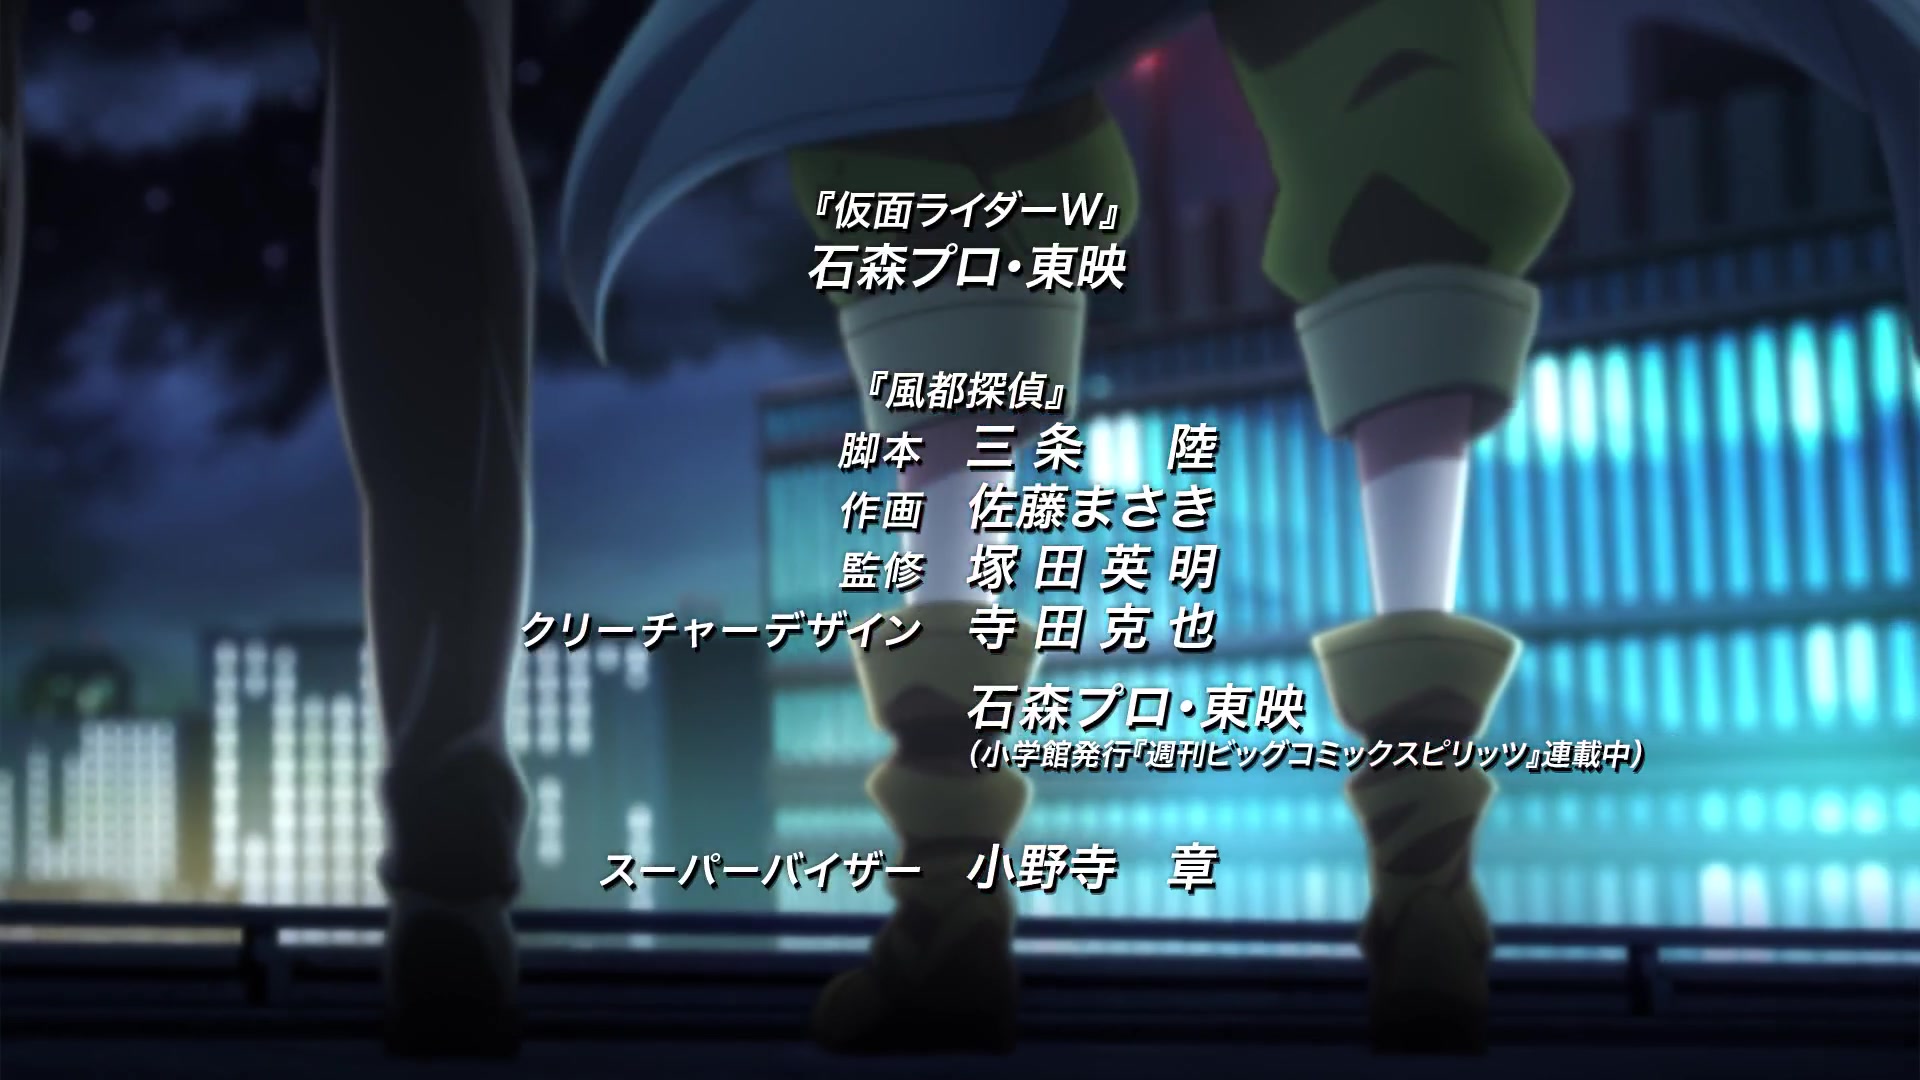 『仮面ライダーW』
石森プロ・東映
『風都探偵』
脚本 三条 陸
作画 佐藤まさき
監修 塚田英明
クリーチャーデザイン 寺田克也
石森プロ・東映
(小学館発行『週刊ビッグコミックスピリッツ』連載中)
スーパーバイザー 小野寺 章